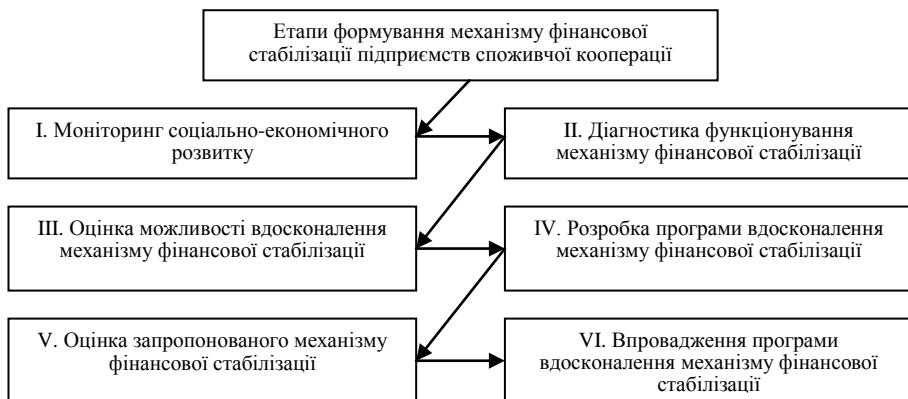 Етапи формування механізму фінансової
стабілізації підприємств споживчої кооперації
I. Моніторинг соціально-економічного
розвитку
II. Діагностика функціонування
механізму фінансової стабілізації
III. Оцінка можливості вдосконалення
механізму фінансової стабілізації
IV. Розробка програми вдосконалення
механізму фінансової стабілізації
V. Оцінка запропонованого механізму
фінансової стабілізації
VI. Впровадження програми
вдосконалення механізму фінансової
стабілізації